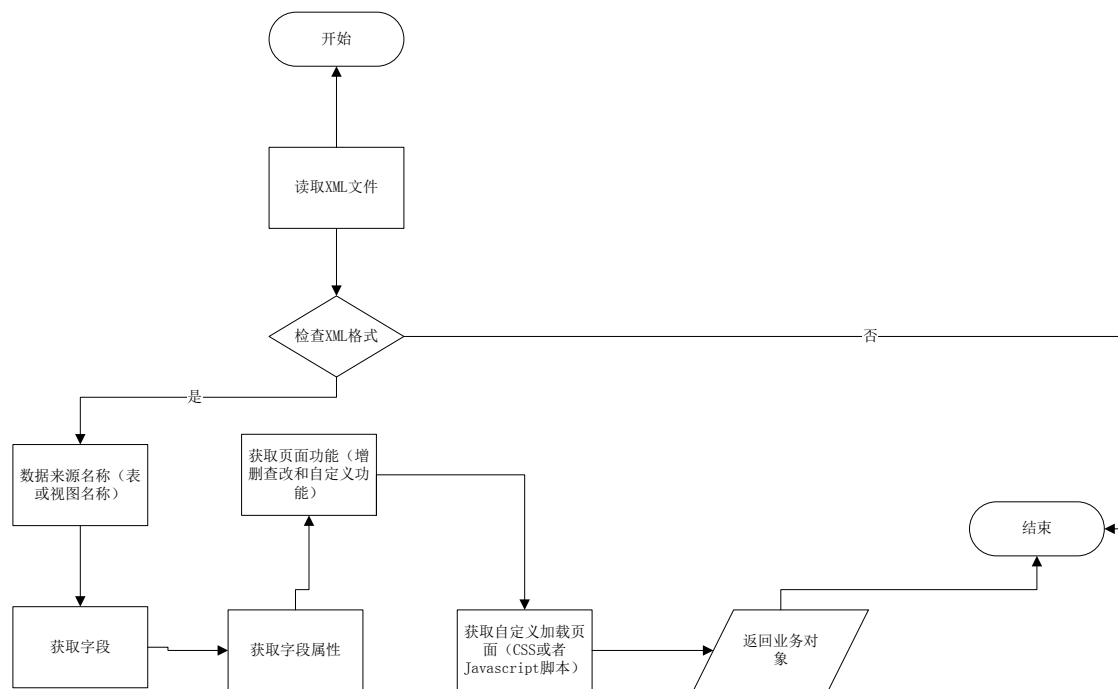 开始
读取XML文件
检查XML格式
否
是
数据来源名称（表
或视图名称）
获取页面功能（增
删查改和自定义功
能）
结束
获取字段
获取字段属性
获取自定义加载页
面（CSS或者
Javascript脚本）
返回业务对
象